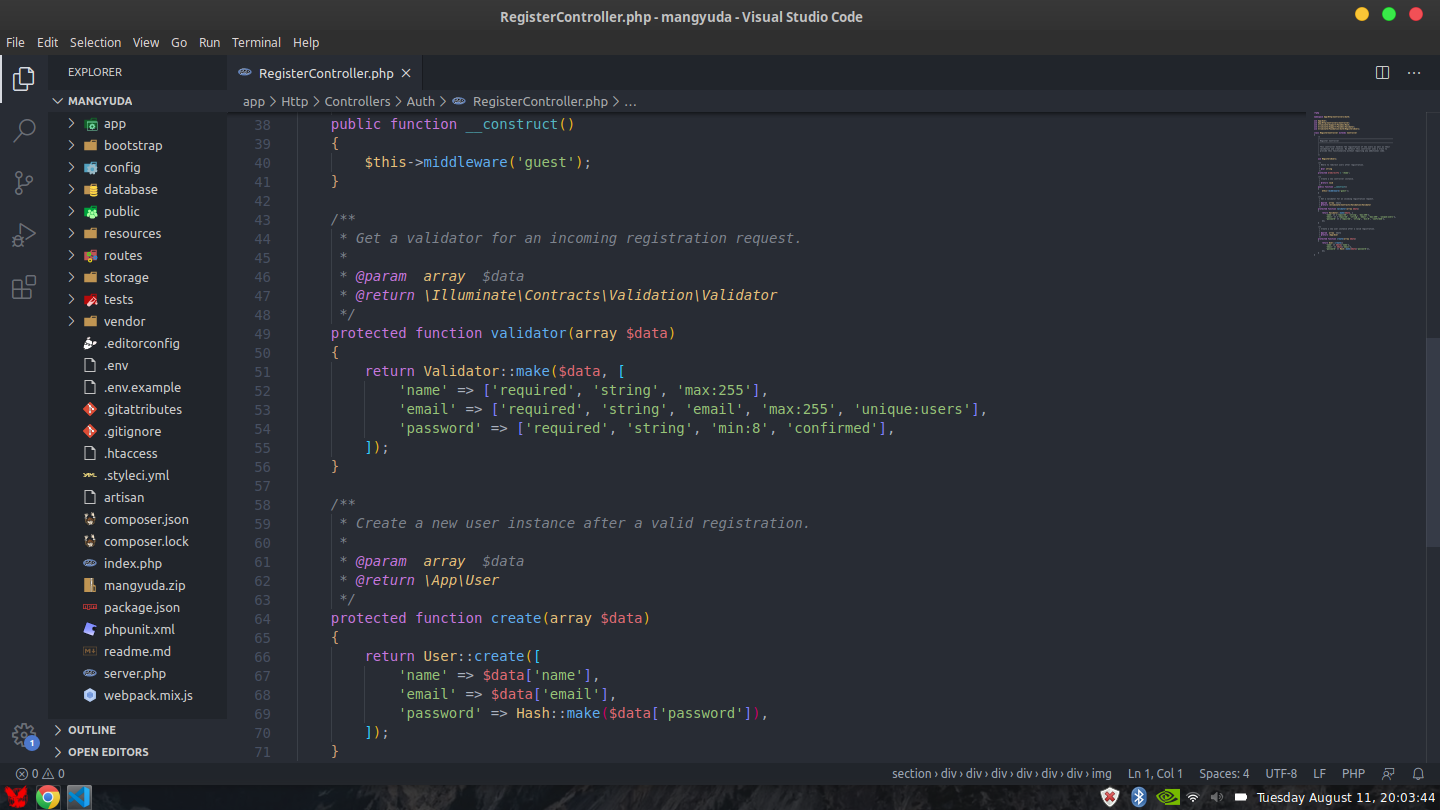 RegisterController.php - mangyuda - Visual Studio Code
File Edit Selection View Go Run Terminal Help
EXPLORER
MANGYUDA
app
bootstrap
config
database
public
resources
routes
storage
tests
vendor
.editorconfig
.env
.env.example
.gitattributes
.gitignore
.htaccess
.styleci.yml
artisan
composer.json
composer.lock
index.php
mangyuda.zip
package.json
phpunit.xml
readme.md
server.php
webpack.mix.js
OUTLINE
OPEN EDITORS
1
RegisterController.php
app > Http > Controllers > Auth > RegisterController.php > ...
38 public function __construct()
39 {
40 $this->middleware('guest');
41 }
42
43 /**
44 * Get a validator for an incoming registration request.
45 *
46 * @param  array  $data
47 * @return \Illuminate\Contracts\Validation\Validator
48 */
49 protected function validator(array $data)
50 {
51 return Validator::make($data, [
52 'name' => ['required', 'string', 'max:255'],
53 'email' => ['required', 'string', 'email', 'max:255', 'unique:users'],
54 'password' => ['required', 'string', 'min:8', 'confirmed'],
55 ]);
56 }
57
58 /**
59 * Create a new user instance after a valid registration.
60 *
61 * @param  array  $data
62 * @return \App\User
63 */
64 protected function create(array $data)
65 {
66 return User::create([
67 'name' => $data['name'],
68 'email' => $data['email'],
69 'password' => Hash::make($data['password']),
70 ]);
71 }
0 0 section › div › div › div › div › div › div › img Ln 1, Col 1 Spaces: 4 UTF-8 LF PHP
Tuesday August 11, 20:03:44